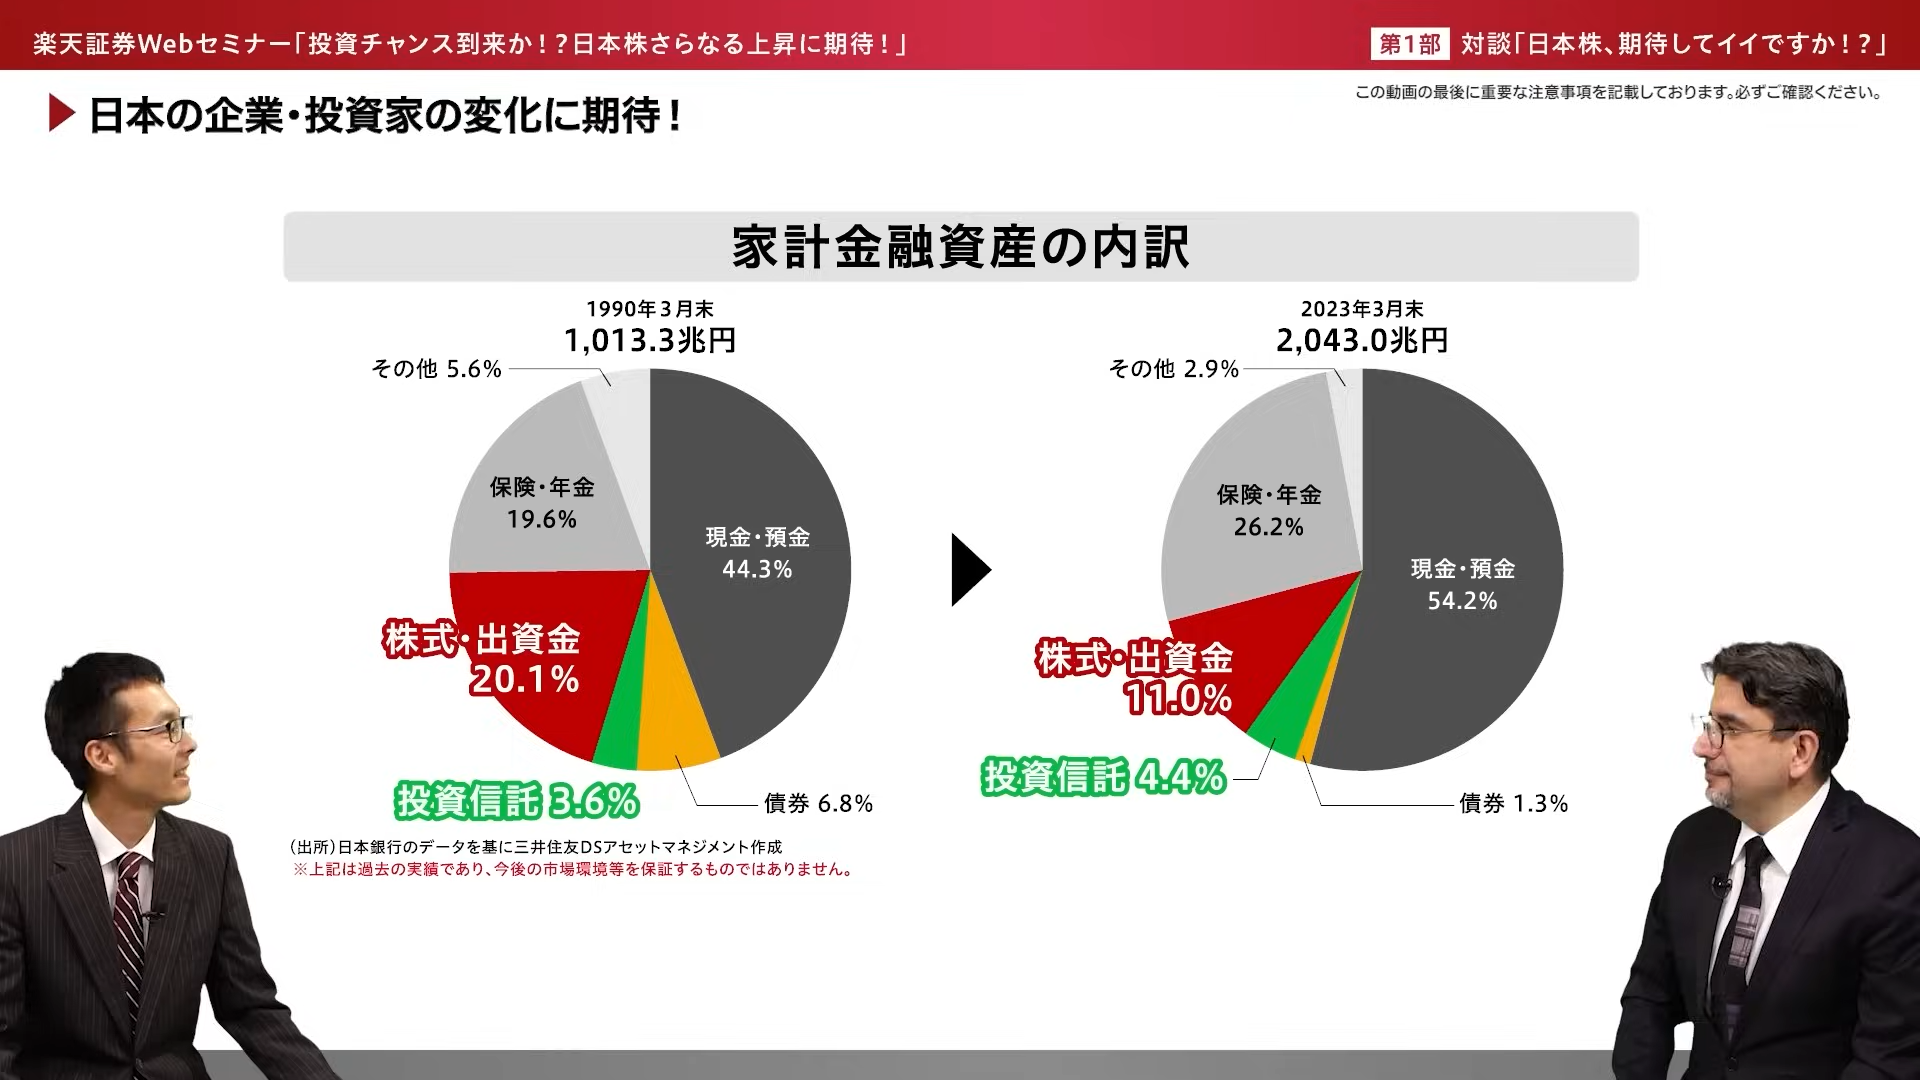 楽天証券Webセミナー「投資チャンス到来か！？日本株さらなる上昇に期待！」
第1部 対談「日本株、期待してイイですか！？」
この動画の最後に重要な注意事項を記載しております。必ずご確認ください。
日本の企業・投資家の変化に期待！
家計金融資産の内訳
1990年3月末
1,013.3兆円
その他 5.6%
保険・年金
19.6%
現金・預金
44.3%
株式・出資金
20.1%
投資信託 3.6%
債券 6.8%
2023年3月末
2,043.0兆円
その他 2.9%
保険・年金
26.2%
現金・預金
54.2%
株式・出資金
11.0%
投資信託 4.4%
債券 1.3%
（出所）日本銀行のデータを基に三井住友DSアセットマネジメント作成
※上記は過去の実績であり、今後の市場環境等を保証するものではありません。